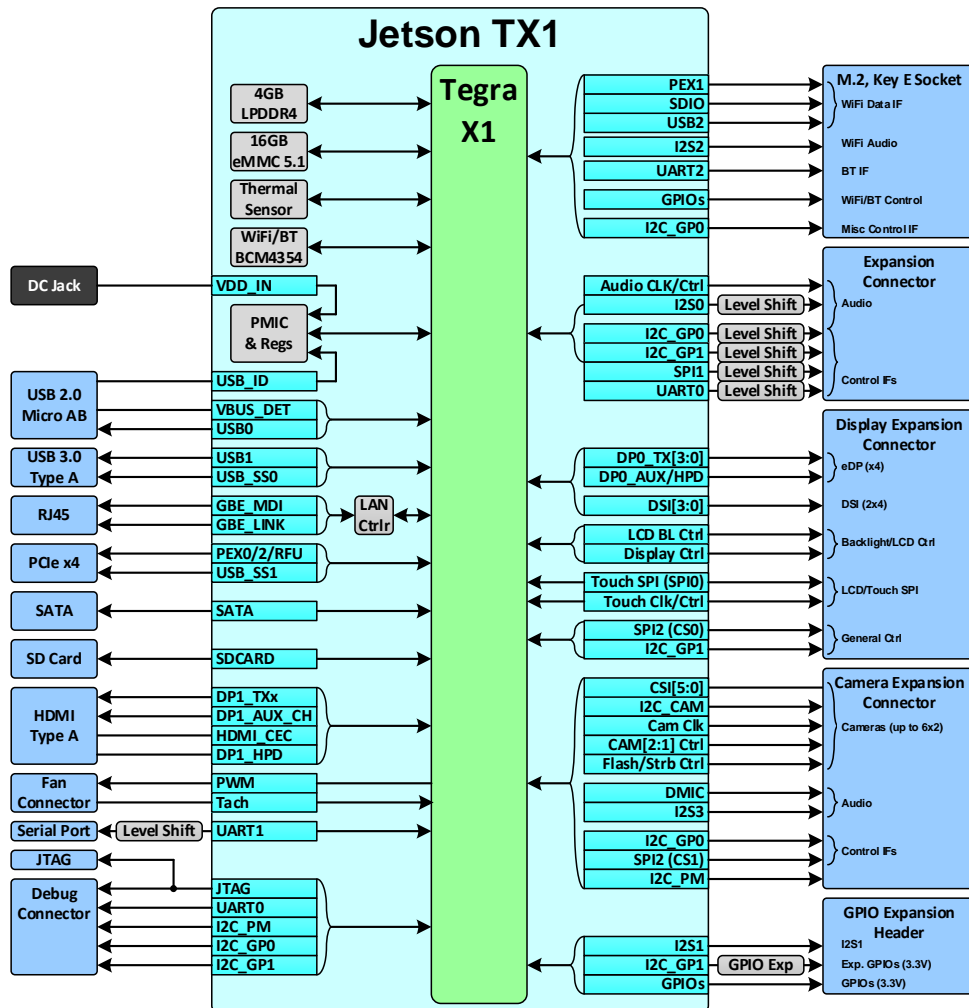 Jetson TX1
Tegra
X1
4GB
LPDDR4
16GB
eMMC 5.1
Thermal
Sensor
WiFi/BT
BCM4354
DC Jack
VDD_IN
PMIC
& Regs
USB_ID
USB 2.0
Micro AB
VBUS_DET
USB0
USB 3.0
Type A
USB1
USB_SS0
RJ45
GBE_MDI
GBE_LINK
LAN
Ctrlr
PCIe x4
PEX0/2/RFU
USB_SS1
SATA
SATA
SD Card
SDCARD
HDMI
Type A
DP1_TXx
DP1_AUX_CH
HDMI_CEC
DP1_HPD
Fan
Connector
PWM
Tach
Serial Port
Level Shift
UART1
JTAG
Debug
Connector
JTAG
UART0
I2C_PM
I2C_GP0
I2C_GP1
PEX1
SDIO
USB2
I2S2
UART2
GPIOs
I2C_GP0
M.2, Key E Socket
WiFi Data IF
WiFi Audio
BT IF
WiFi/BT Control
Misc Control IF
Audio CLK/Ctrl
I2S0
Level Shift
I2C_GP0
Level Shift
I2C_GP1
Level Shift
SPI1
Level Shift
UART0
Level Shift
Expansion
Connector
Audio
Control IFs
DP0_TX[3:0]
DP0_AUX/HPD
DSI[3:0]
LCD BL Ctrl
Display Ctrl
Touch SPI (SPI0)
Touch Clk/Ctrl
SPI2 (CS0)
I2C_GP1
Display Expansion
Connector
eDP (x4)
DSI (2x4)
Backlight/LCD Ctrl
LCD/Touch SPI
General Ctrl
CSI[5:0]
I2C_CAM
Cam Clk
CAM[2:1] Ctrl
Flash/Strb Ctrl
DMIC
I2S3
I2C_GP0
SPI2 (CS1)
I2C_PM
Camera Expansion
Connector
Cameras (up to 6x2)
Audio
Control IFs
I2S1
I2C_GP1
GPIO Exp
GPIOs
GPIO Expansion
Header
I2S1
Exp. GPIOs (3.3V)
GPIOs (3.3V)